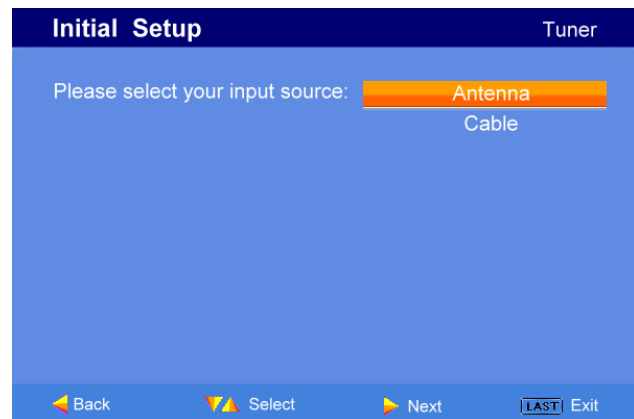 Initial Setup Tuner
Please select your input source: Antenna
Cable
Back Select Next LAST Exit